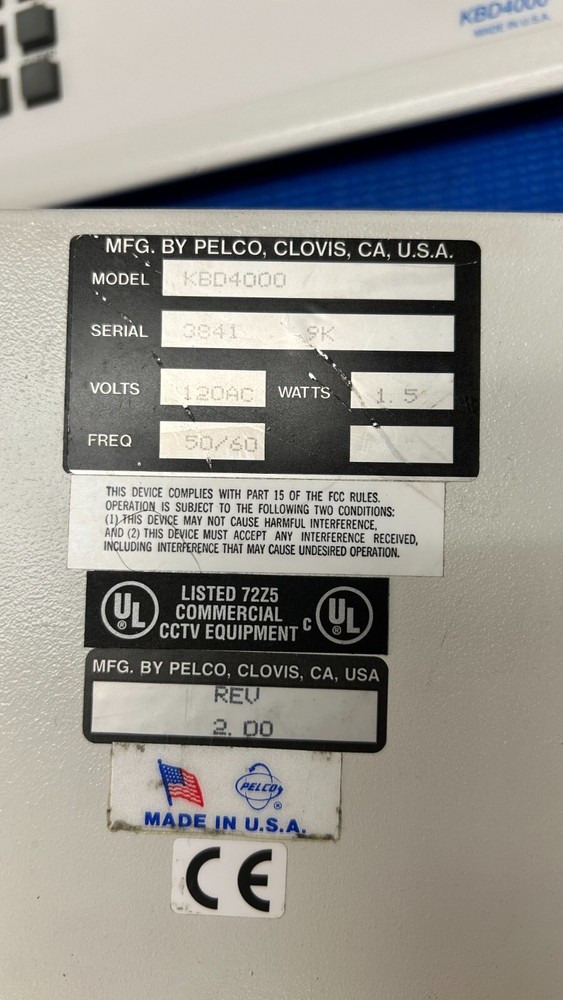 KBD4000
MADE IN U.S.A.
MFG. BY PELCO, CLOVIS, CA, U.S.A.
MODEL KBD4000
SERIAL 3841 -9K
VOLTS 120AC WATTS 1.5
FREQ 50/60
THIS DEVICE COMPLIES WITH PART 15 OF THE FCC RULES.
OPERATION IS SUBJECT TO THE FOLLOWING TWO CONDITIONS:
(1) THIS DEVICE MAY NOT CAUSE HARMFUL INTERFERENCE,
AND (2) THIS DEVICE MUST ACCEPT ANY INTERFERENCE RECEIVED,
INCLUDING INTERFERENCE THAT MAY CAUSE UNDESIRED OPERATION.
UL ® LISTED 72Z5
COMMERCIAL
CCTV EQUIPMENT C UL ®
MFG. BY PELCO, CLOVIS, CA, USA
REV
2.00
PELCO ®
MADE IN U.S.A.
CE